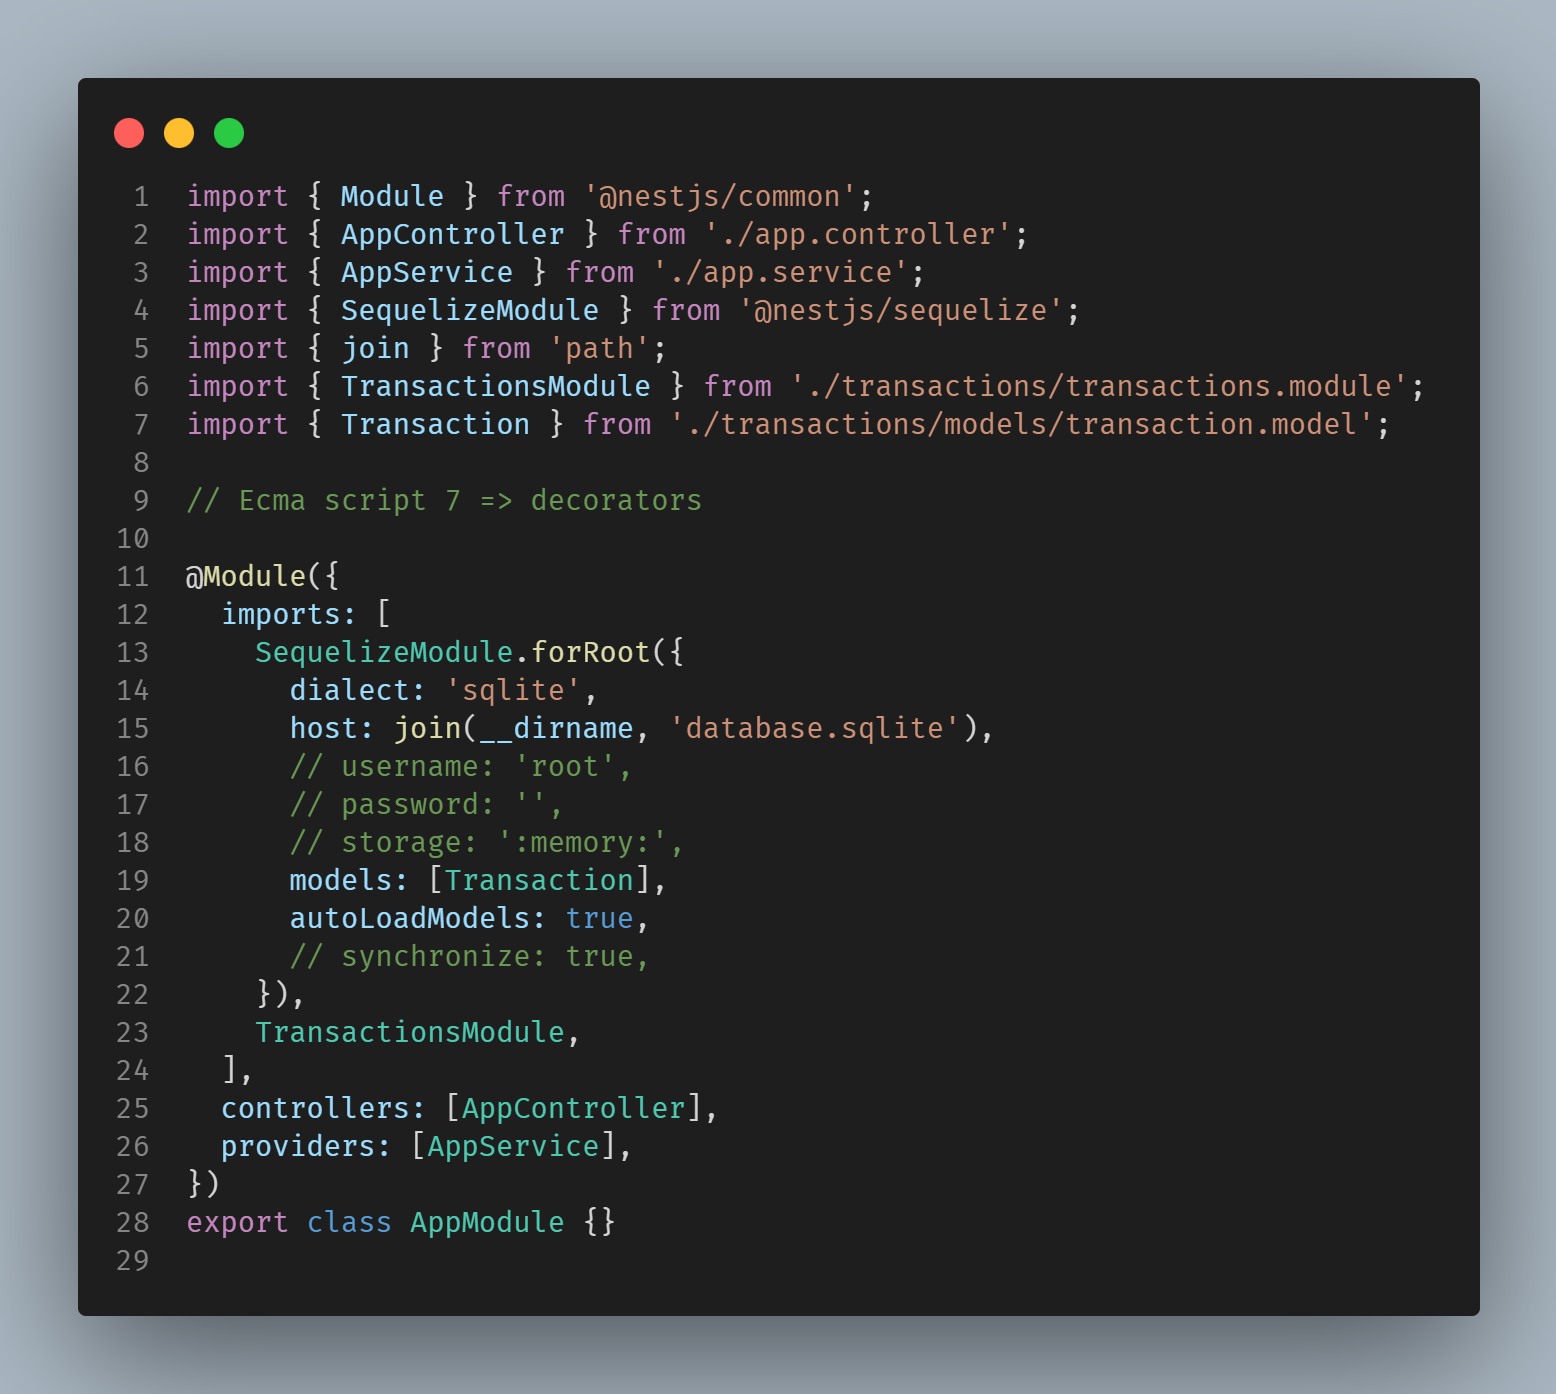 1 import { Module } from '@nestjs/common';
2 import { AppController } from './app.controller';
3 import { AppService } from './app.service';
4 import { SequelizeModule } from '@nestjs/sequelize';
5 import { join } from 'path';
6 import { TransactionsModule } from './transactions/transactions.module';
7 import { Transaction } from './transactions/models/transaction.model';
8
9 // Ecma script 7 => decorators
10
11 @Module({
12   imports: [
13     SequelizeModule.forRoot({
14       dialect: 'sqlite',
15       host: join(__dirname, 'database.sqlite'),
16       // username: 'root',
17       // password: '',
18       // storage: ':memory:',
19       models: [Transaction],
20       autoLoadModels: true,
21       // synchronize: true,
22     }),
23     TransactionsModule,
24   ],
25   controllers: [AppController],
26   providers: [AppService],
27 })
28 export class AppModule {}
29